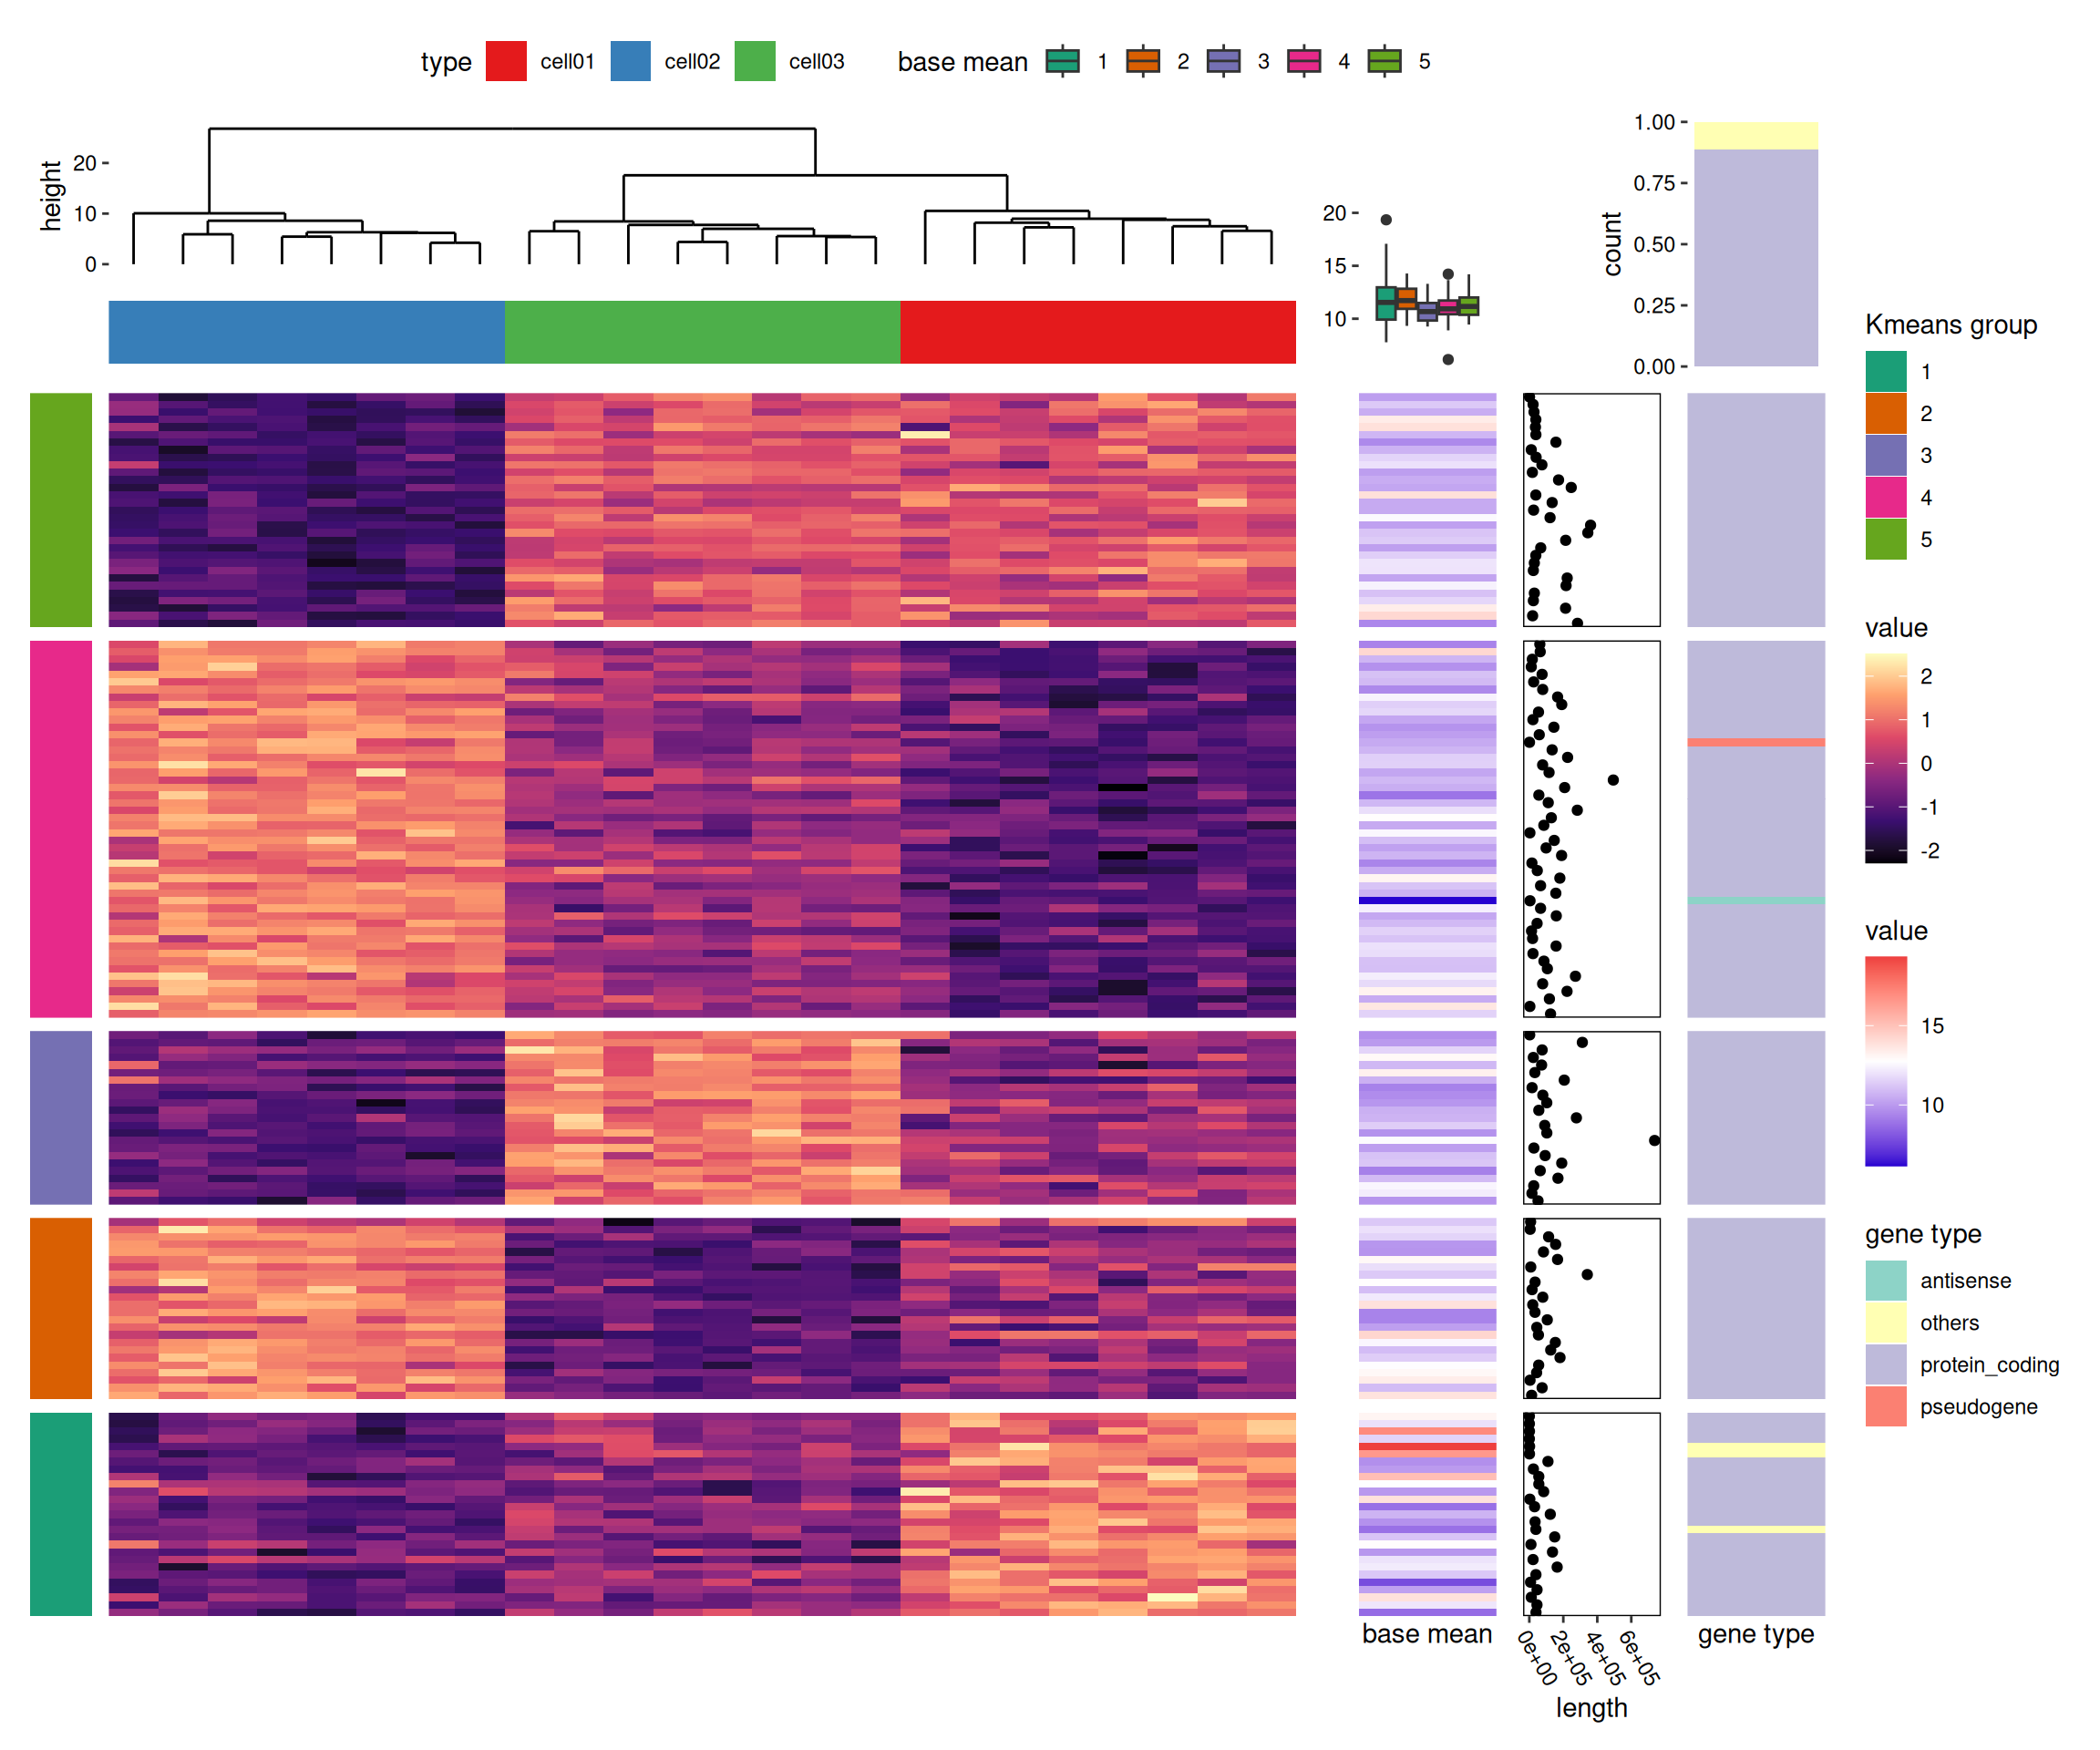 type cell01 cell02 cell03 base mean 1 2 3 4 5
height
20
10
0
20
15
10
count
1.00
0.75
0.50
0.25
0.00
Kmeans group
1
2
3
4
5
value
2
1
0
-1
-2
value
15
10
gene type
antisense
others
protein_coding
pseudogene
base mean
0e+00
2e+05
4e+05
6e+05
length
gene type